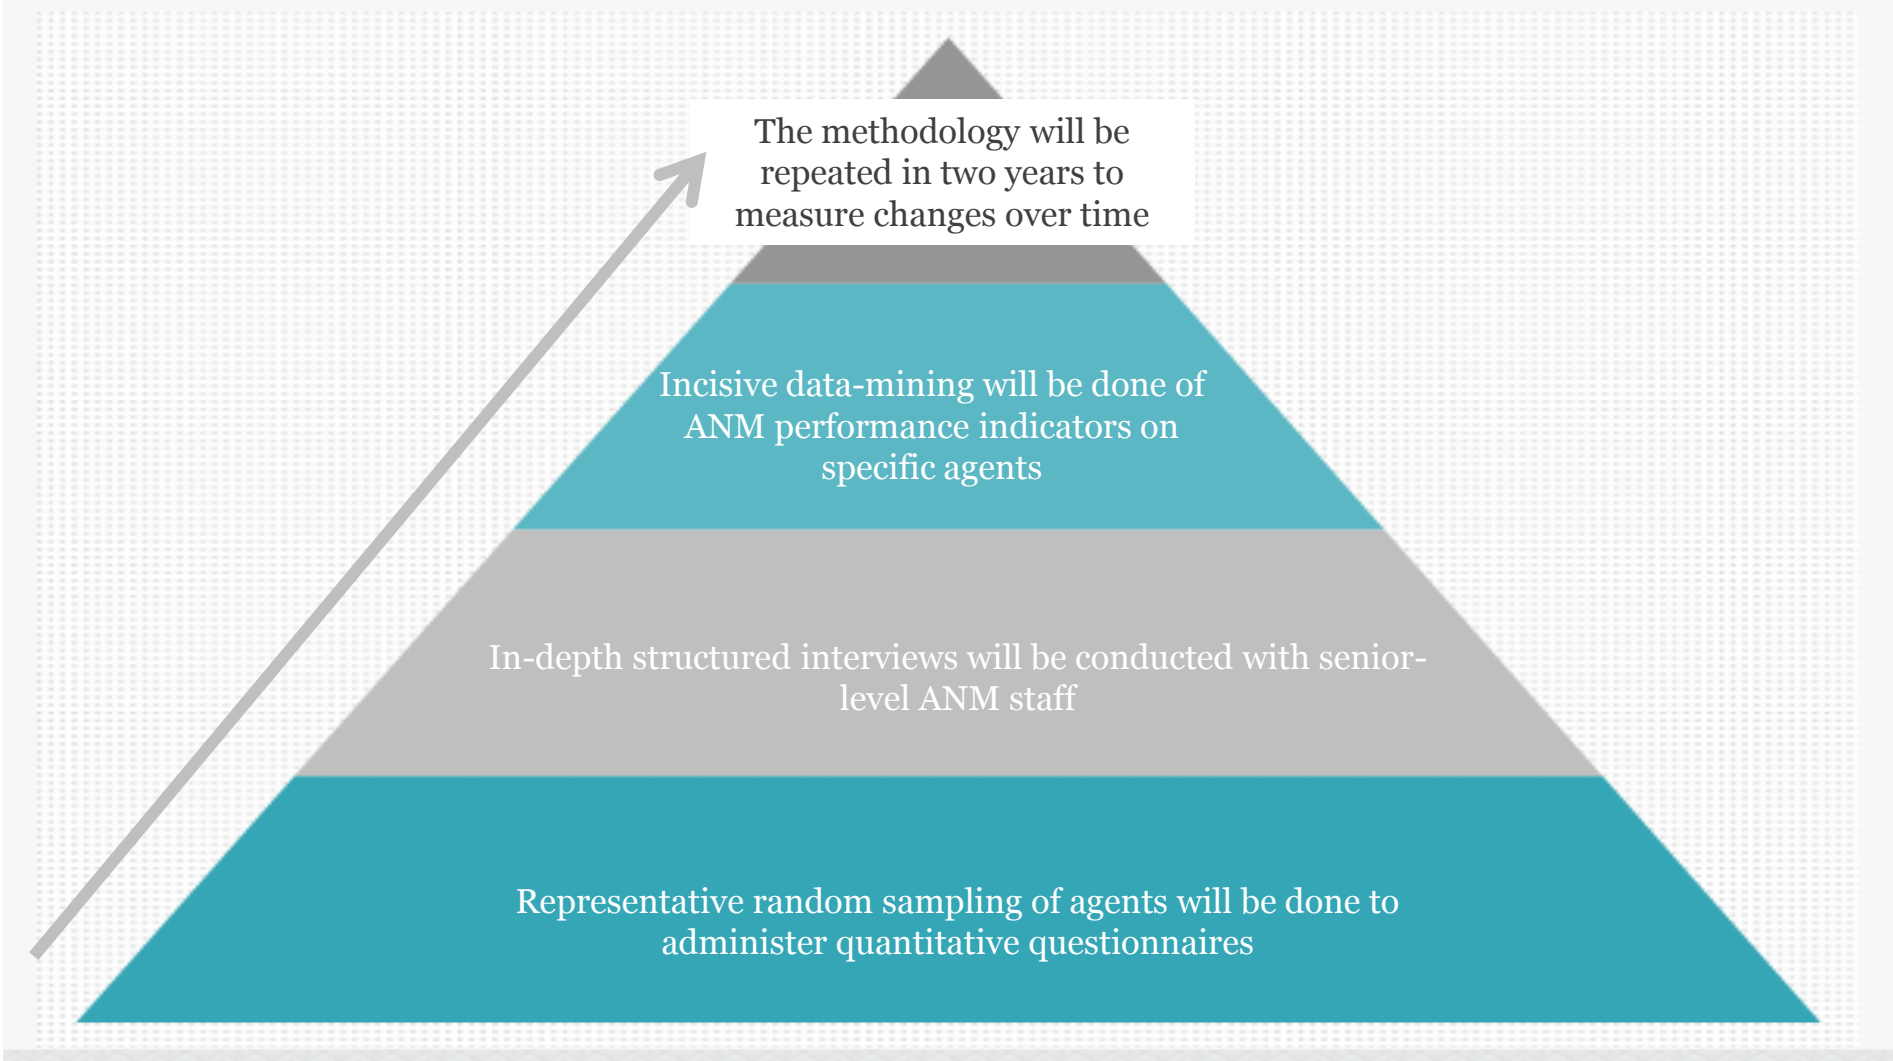 The methodology will be
repeated in two years to
measure changes over time
Incisive data-mining will be done of
ANM performance indicators on
specific agents
In-depth structured interviews will be conducted with senior-
level ANM staff
Representative random sampling of agents will be done to
administer quantitative questionnaires